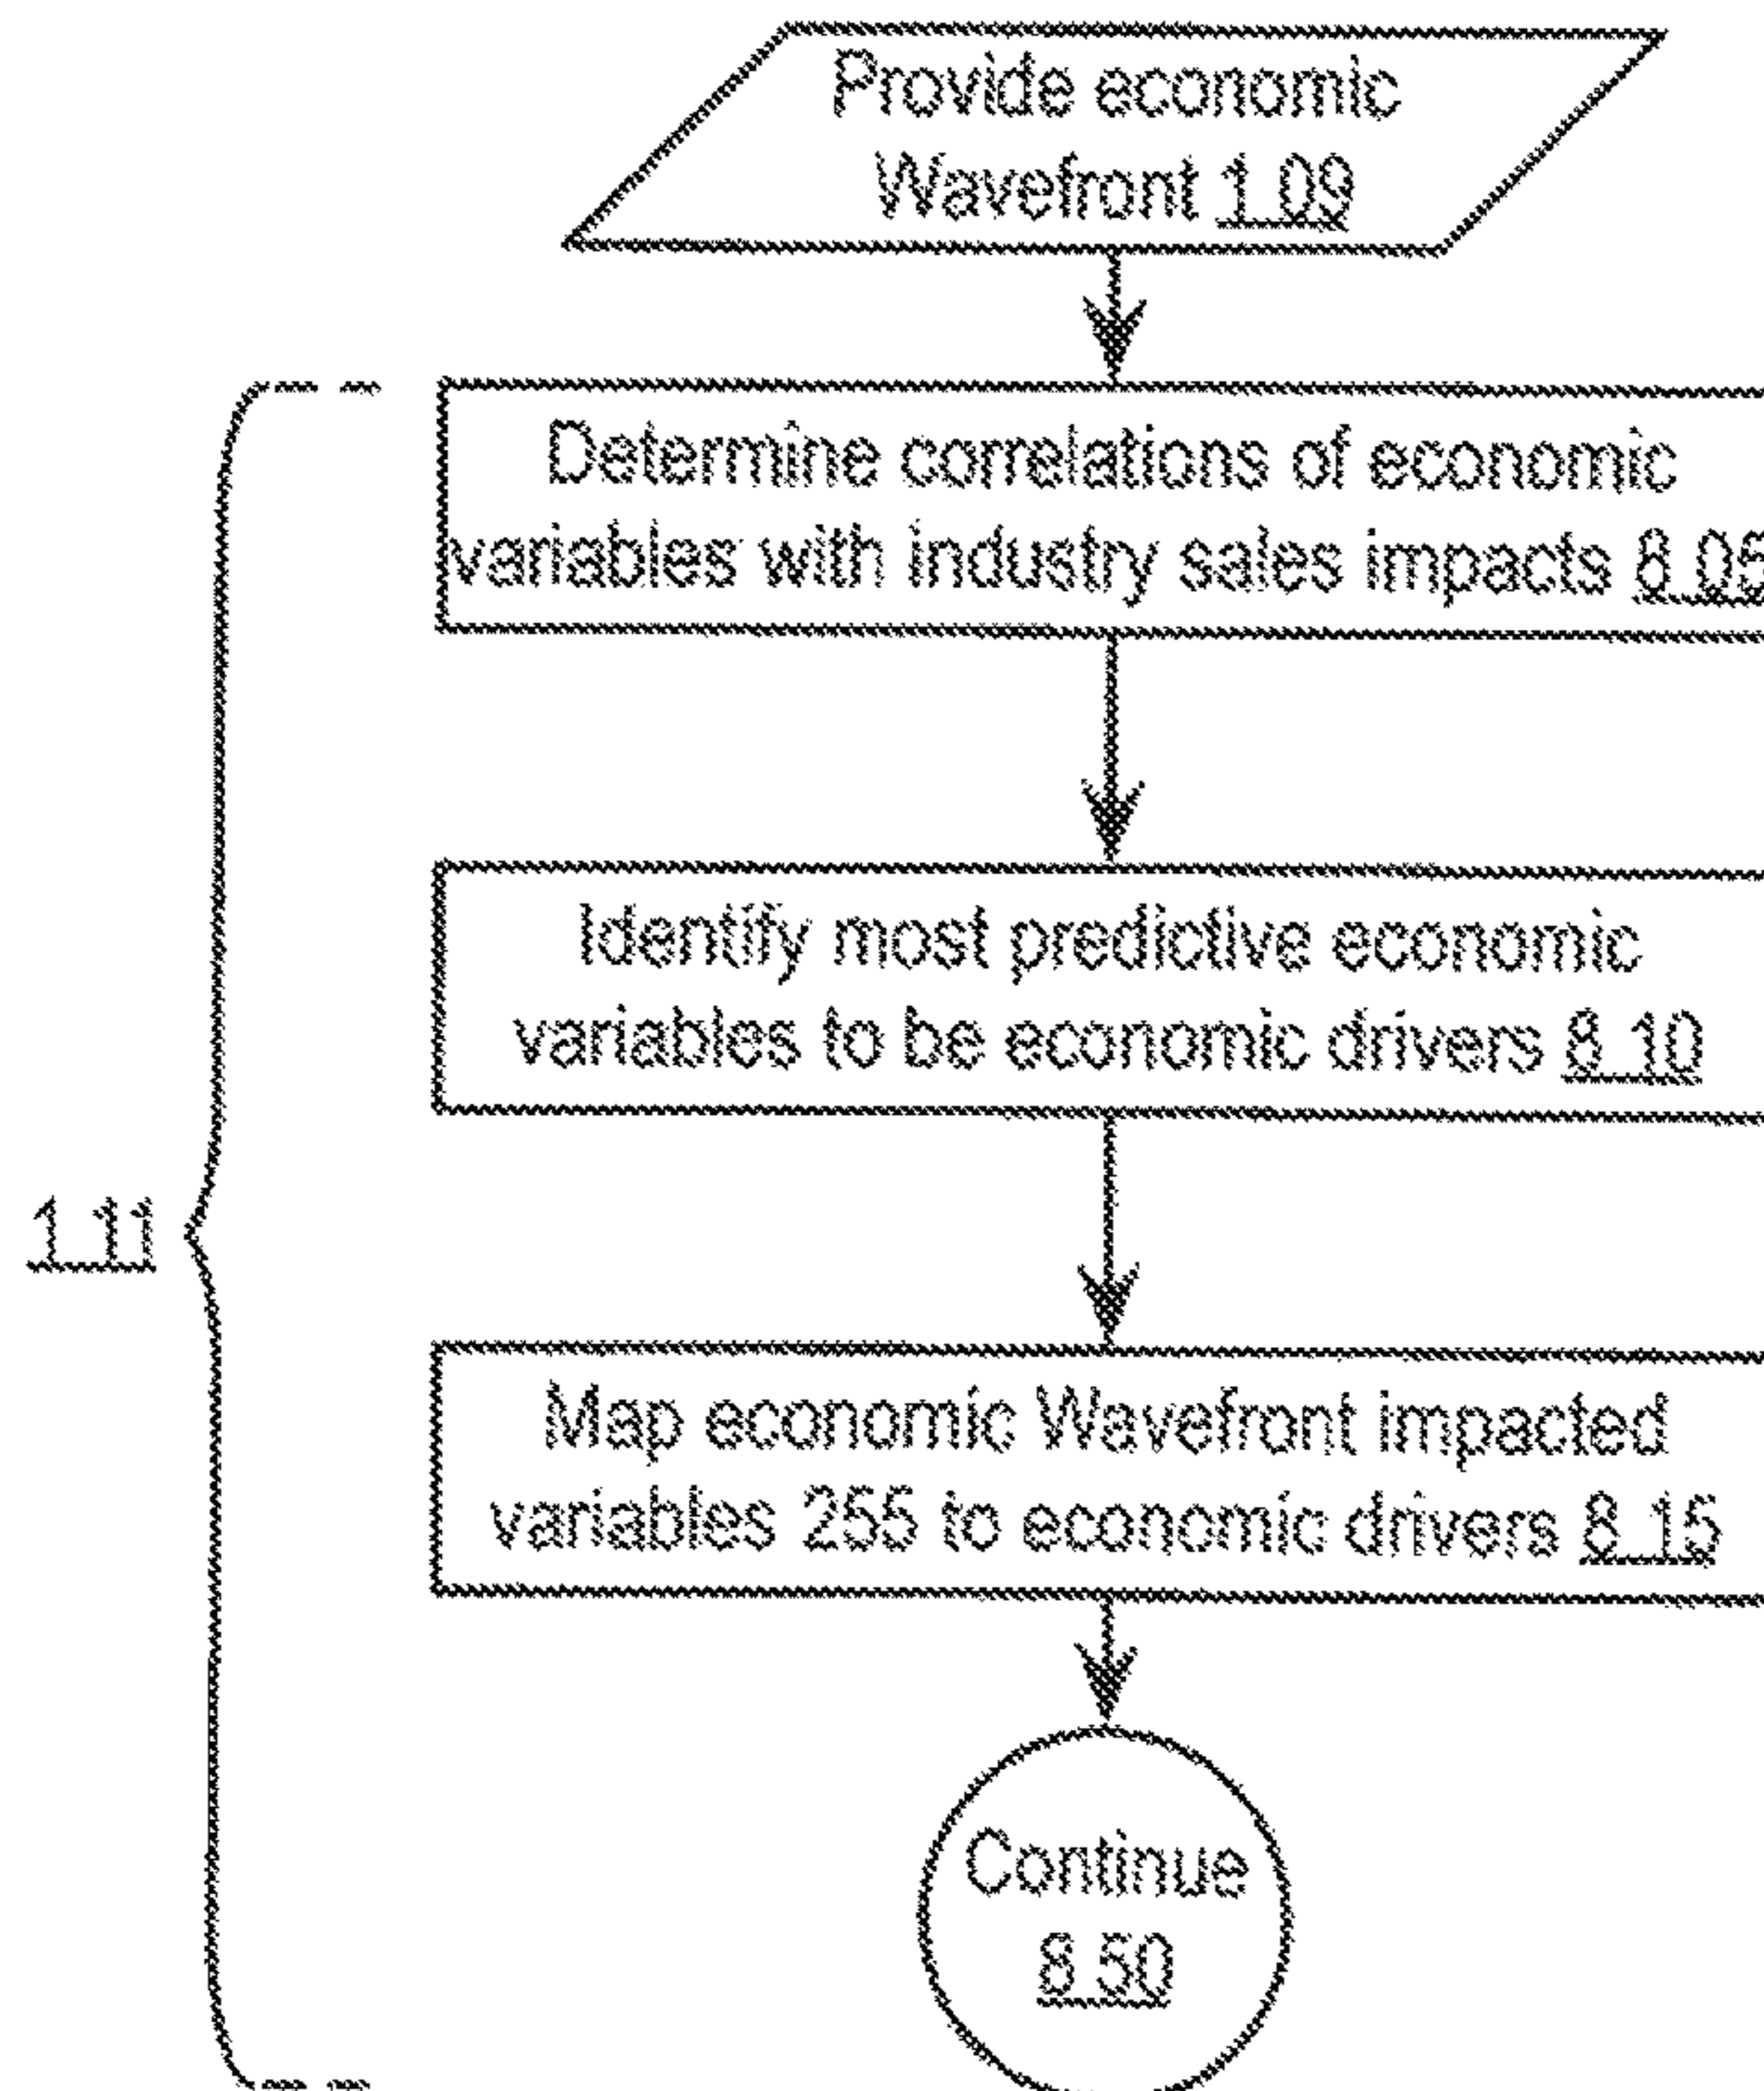 Provide economic
Wavefront 1.09
Determine correlations of economic
variables with industry sales impacts 8.05
Identify most predictive economic
variables to be economic drivers 8.10
1.11
Map economic Wavefront impacted
variables 255 to economic drivers 8.15
Continue
8.50